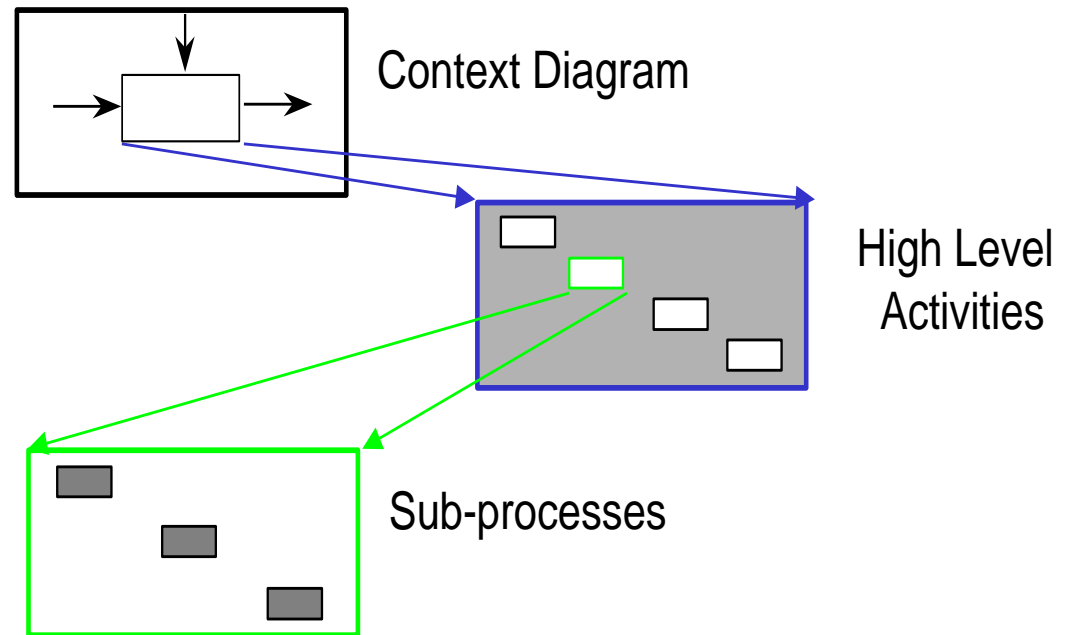 Context Diagram
High Level
Activities
Sub-processes